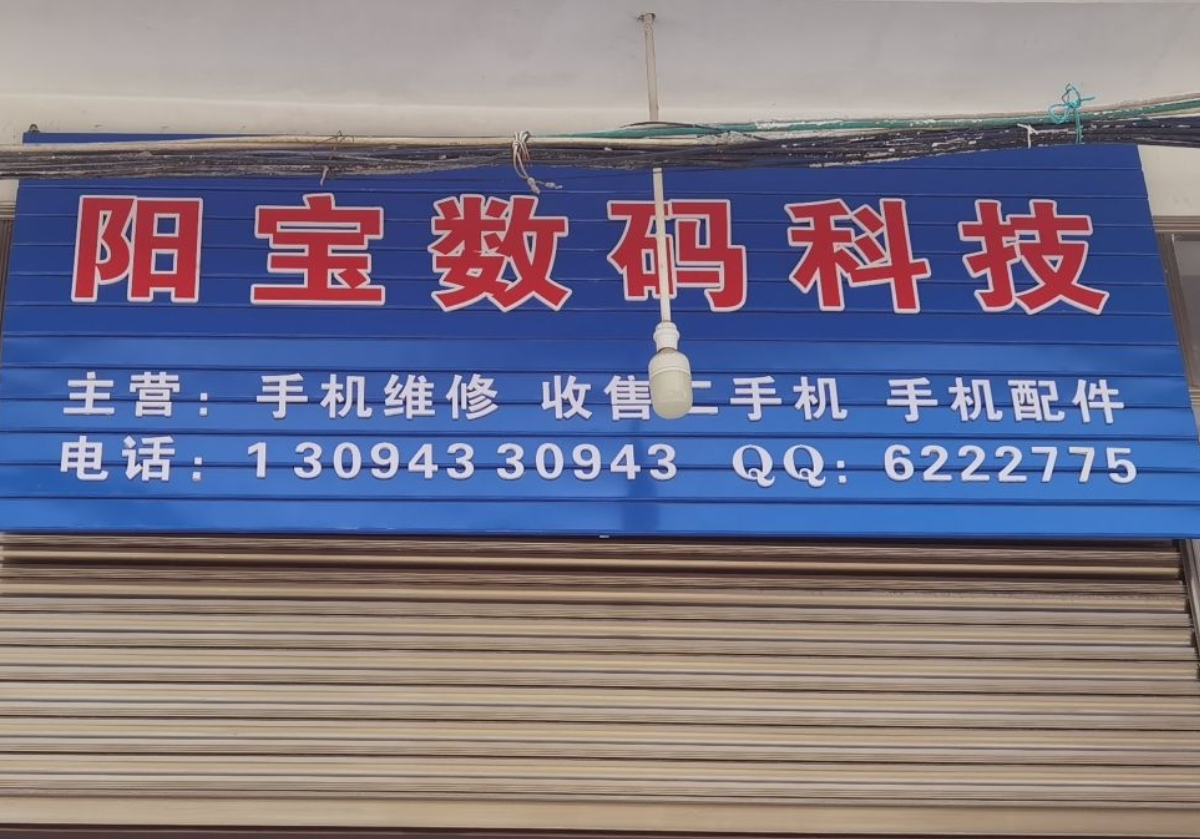 阳宝数码科技
主营：手机维修 收售二手机 手机配件
电话：13094330943 QQ：6222775